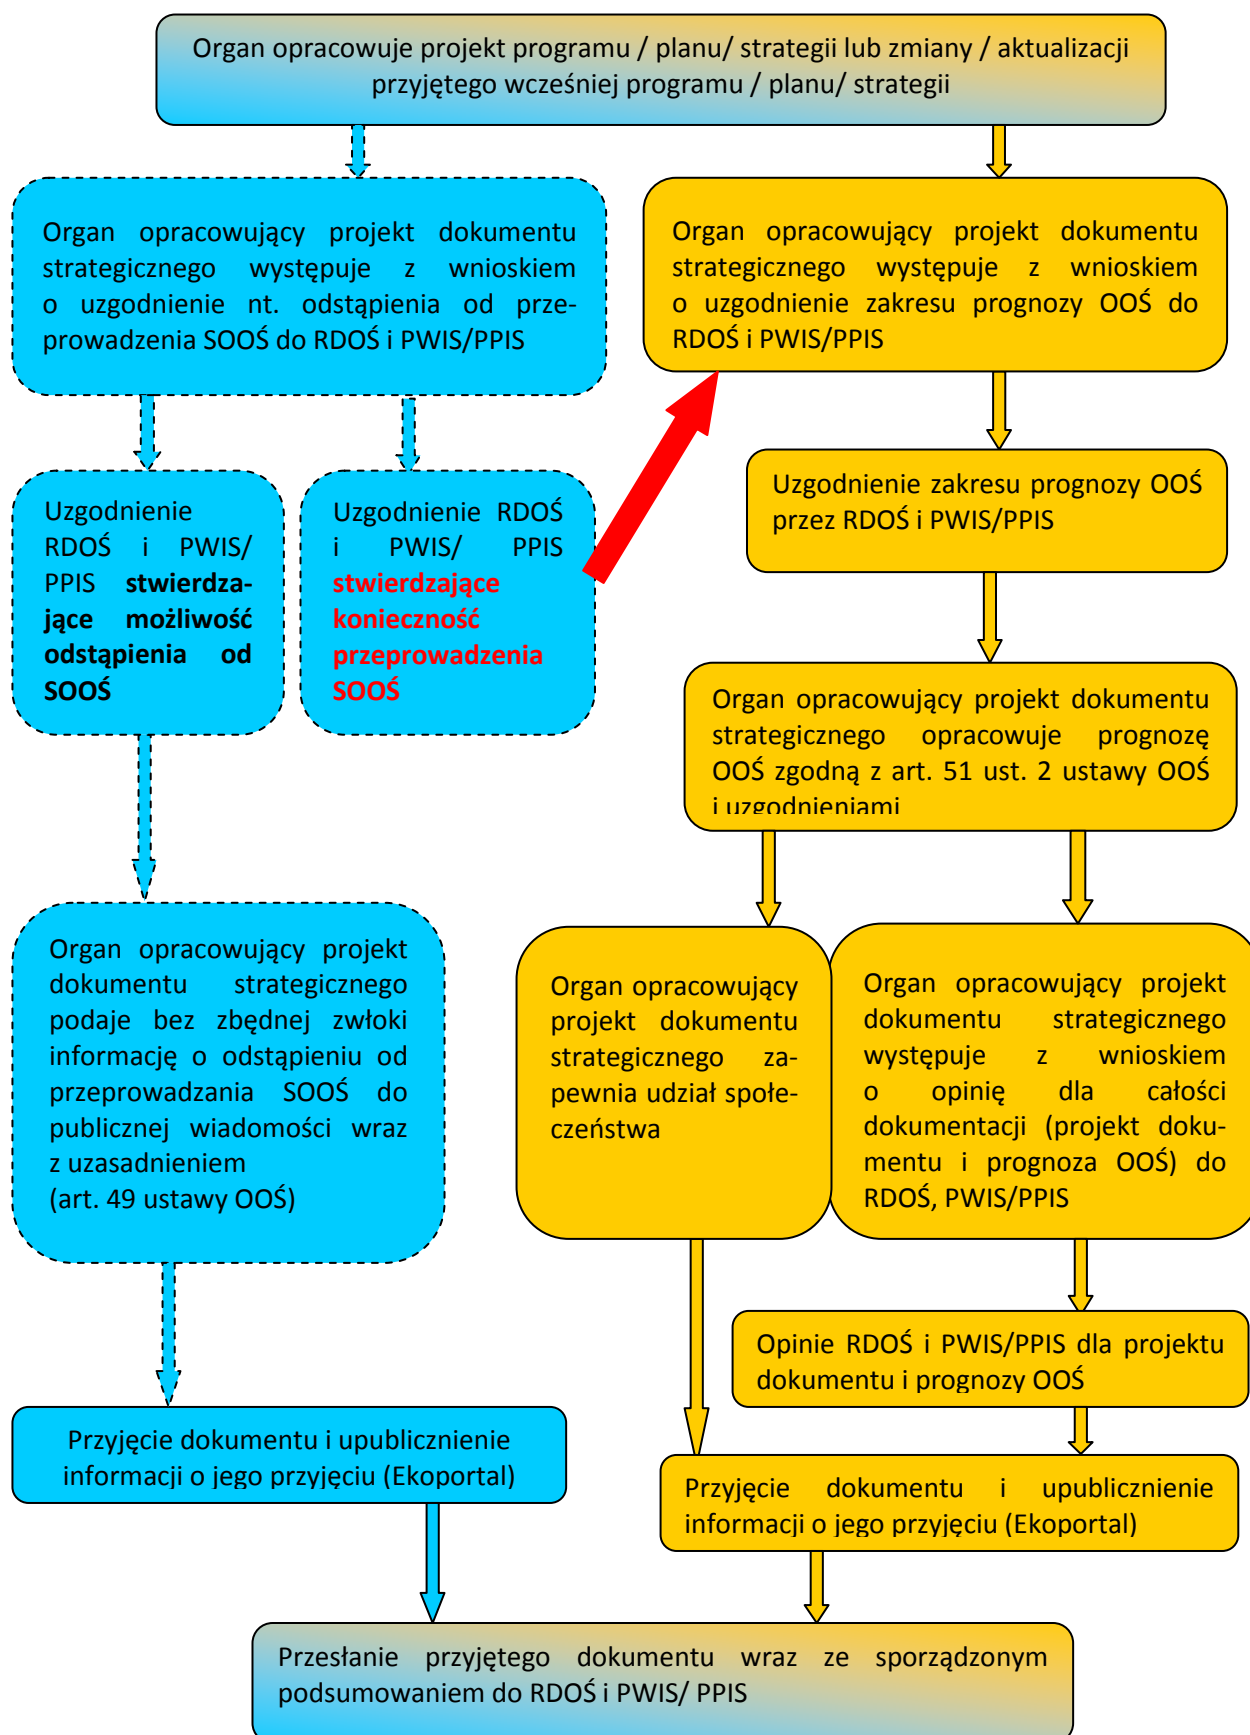 Organ opracowuje projekt programu / planu/ strategii lub zmiany / aktualizacji
przyjętego wcześniej programu / planu/ strategii
Organ opracowujący projekt dokumentu
strategicznego występuje z wnioskiem
o uzgodnienie nt. odstąpienia od prze-
prowadzenia SOOŚ do RDOŚ i PWIS/PPIS
Organ opracowujący projekt dokumentu
strategicznego występuje z wnioskiem
o uzgodnienie zakresu prognozy OOŚ do
RDOŚ i PWIS/PPIS
Uzgodnienie
RDOŚ i PWIS/
PPIS stwierdza-
jące możliwość
odstąpienia od
SOOŚ
Uzgodnienie RDOŚ
i PWIS/ PPIS
stwierdzające
konieczność
przeprowadzenia
SOOŚ
Uzgodnienie zakresu prognozy OOŚ
przez RDOŚ i PWIS/PPIS
Organ opracowujący projekt dokumentu
strategicznego opracowuje prognozę
OOŚ zgodną z art. 51 ust. 2 ustawy OOŚ
i uzgodnieniami
Organ opracowujący projekt
dokumentu strategicznego
podaje bez zbędnej zwłoki
informację o odstąpieniu od
przeprowadzania SOOŚ do
publicznej wiadomości wraz
z uzasadnieniem
(art. 49 ustawy OOŚ)
Organ opracowujący
projekt dokumentu
strategicznego za-
pewnia udział społe-
czeństwa
Organ opracowujący projekt
dokumentu strategicznego
występuje z wnioskiem
o opinię dla całości
dokumentacji (projekt doku-
mentu i prognoza OOŚ) do
RDOŚ, PWIS/PPIS
Opinie RDOŚ i PWIS/PPIS dla projektu
dokumentu i prognozy OOŚ
Przyjęcie dokumentu i upublicznienie
informacji o jego przyjęciu (Ekoportal)
Przyjęcie dokumentu i upublicznienie
informacji o jego przyjęciu (Ekoportal)
Przesłanie przyjętego dokumentu wraz ze sporządzonym
podsumowaniem do RDOŚ i PWIS/ PPIS